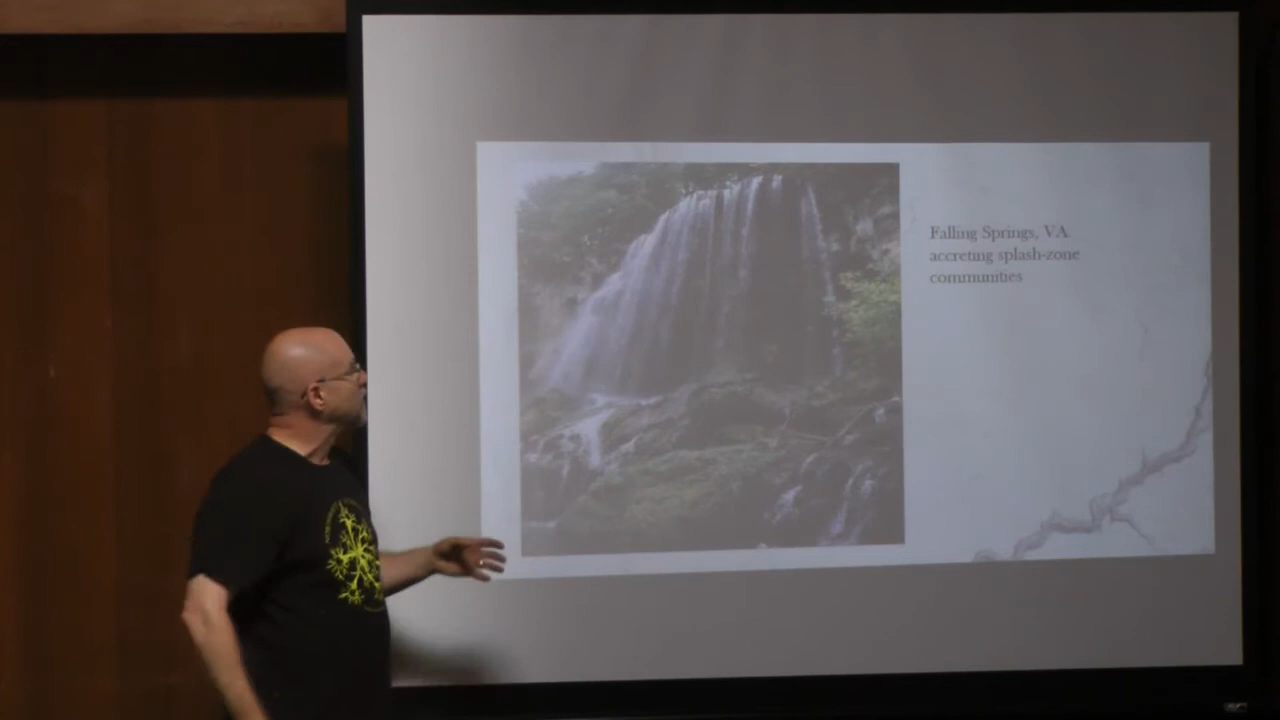 Falling Springs, VA
accreting splash-zone
communities